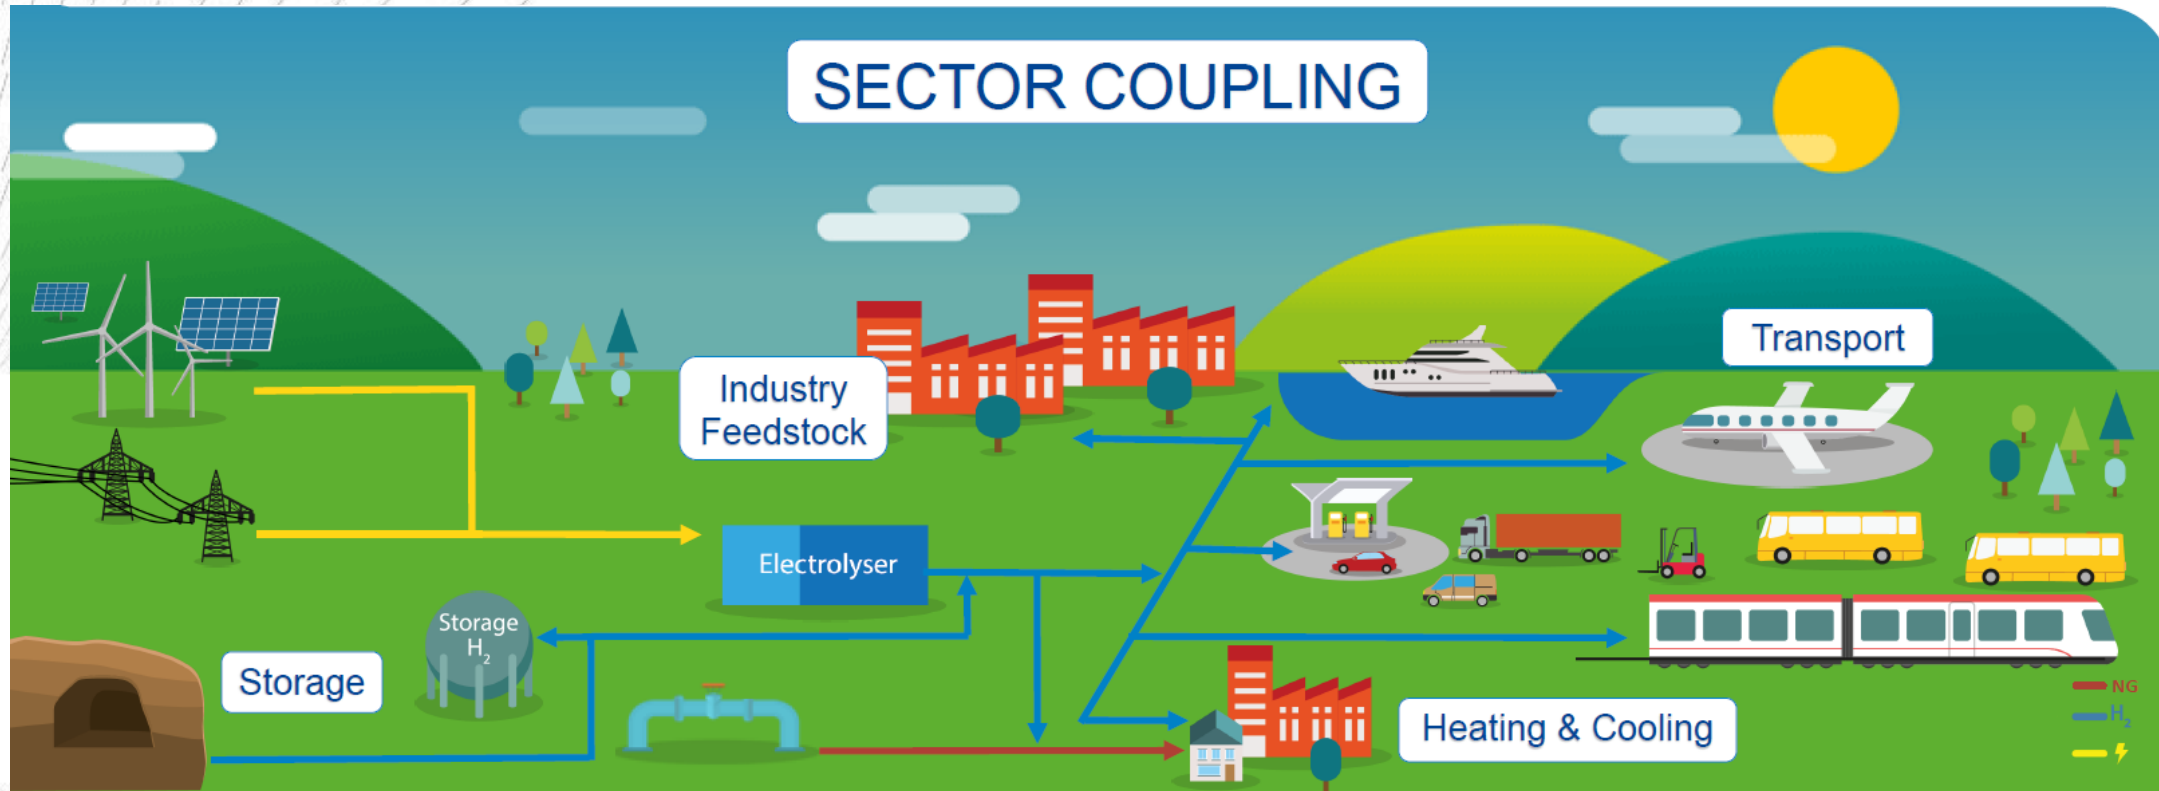 SECTOR COUPLING
Transport
Industry
Feedstock
Electrolyser
Storage
H₂
Storage
Heating & Cooling
NG
H₂